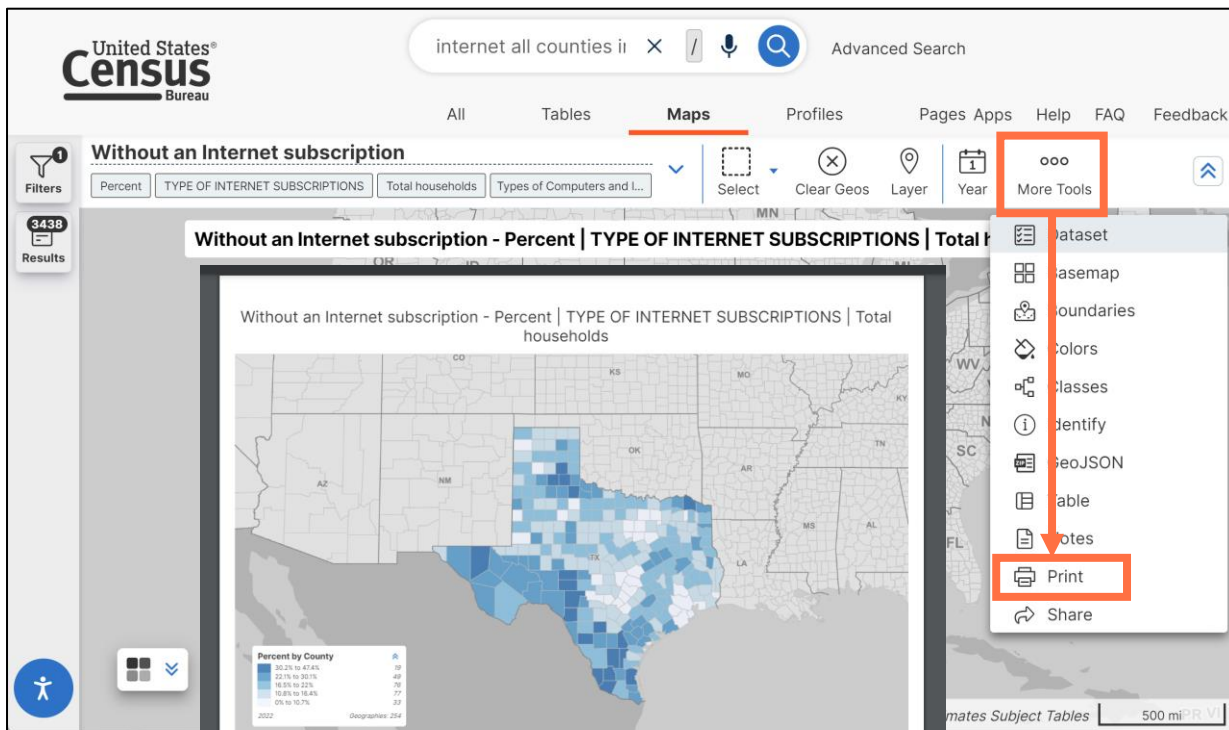 United States®
Census
Bureau
internet all counties i
/
Advanced Search
All Tables Maps Profiles Pages Apps Help FAQ Feedback
1
Filters
3438
Results
Without an Internet subscription
Percent TYPE OF INTERNET SUBSCRIPTIONS Total households Types of Computers and I...
Select Clear Geos Layer
1
Year
More Tools
MN
Without an Internet subscription - Percent | TYPE OF INTERNET SUBSCRIPTIONS | Total
OR ID
Without an Internet subscription - Percent | TYPE OF INTERNET SUBSCRIPTIONS | Total
households
CO
KS
MO
KY
AZ
NM
OK
AR
TN
TX
LA
MS
AL
WV
SC
FL
Percent by County
30.2% to 47.4% 19
22.1% to 30.1% 49
16.5% to 22% 76
10.8% to 16.4% 77
0% to 10.7% 33
2022 Geographies: 254
Dataset
Basemap
Boundaries
Colors
Classes
Identify
GeoJSON
Table
Notes
Print
Share
mates Subject Tables 500 mi PR VI